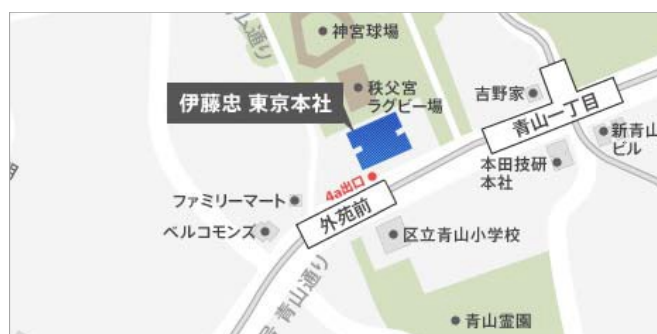 神宮球場
伊藤忠 東京本社
秩父宮
ラグビー場
吉野家
青山一丁目
新青山
ビル
本田技研
本社
4a出口
ファミリーマート
外苑前
ベルコモンズ
区立青山小学校
号 青山通り
青山霊園